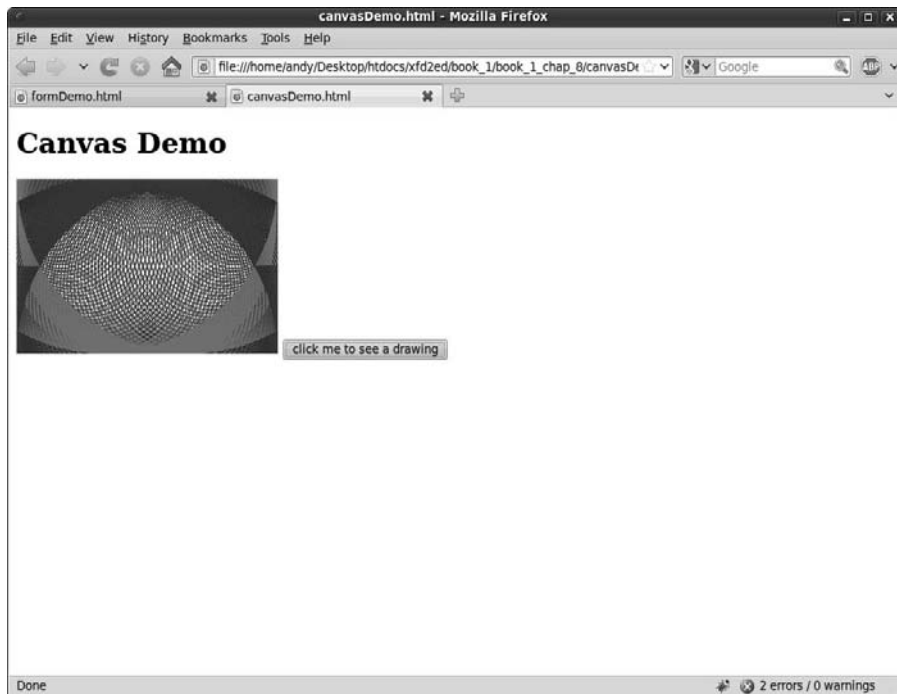 canvasDemo.html - Mozilla Firefox
File Edit View History Bookmarks Tools Help
file:///home/andy/Desktop/htdocs/xfd2ed/book_1/book_1_chap_8/canvasDe Google ABP
formDemo.html canvasDemo.html
Canvas Demo
click me to see a drawing
Done 2 errors / 0 warnings